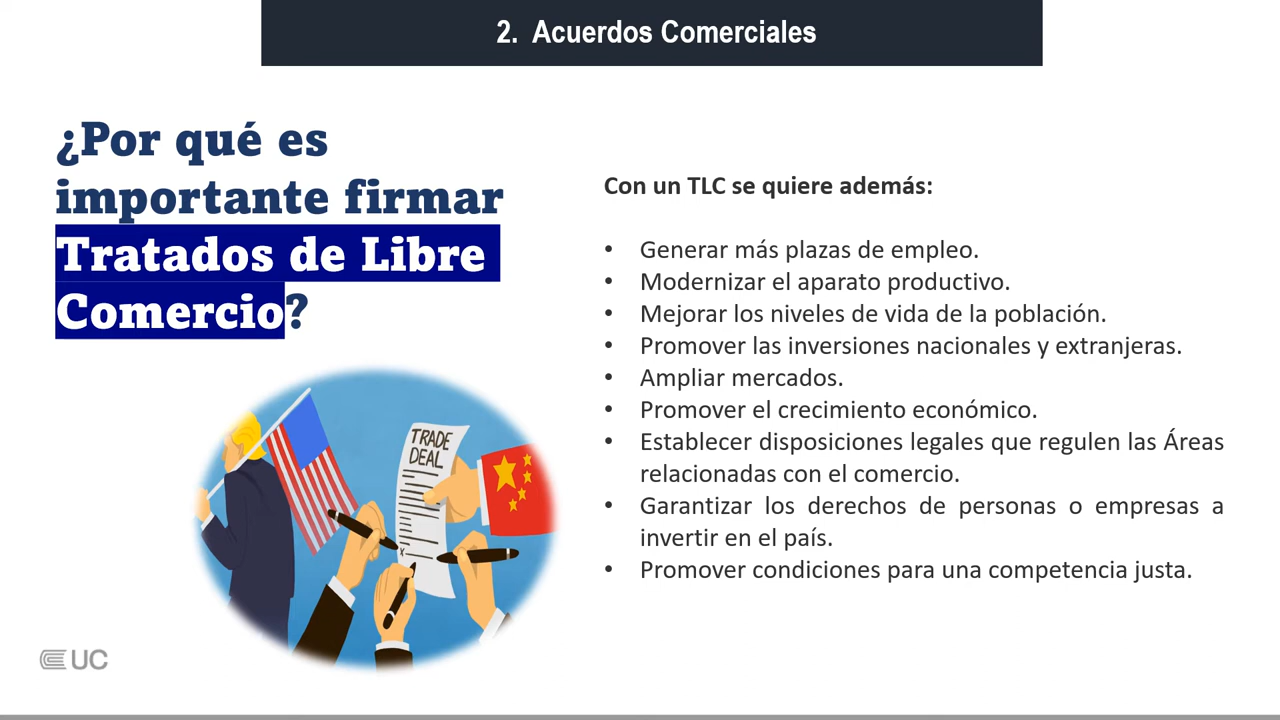 2. Acuerdos Comerciales
¿Por qué es
importante firmar
Tratados de Libre
Comercio?
Con un TLC se quiere además:
• Generar más plazas de empleo.
• Modernizar el aparato productivo.
• Mejorar los niveles de vida de la población.
• Promover las inversiones nacionales y extranjeras.
• Ampliar mercados.
• Promover el crecimiento económico.
• Establecer disposiciones legales que regulen las Áreas
relacionadas con el comercio.
• Garantizar los derechos de personas o empresas a
invertir en el país.
• Promover condiciones para una competencia justa.
TRADE
DEAL
x
UC